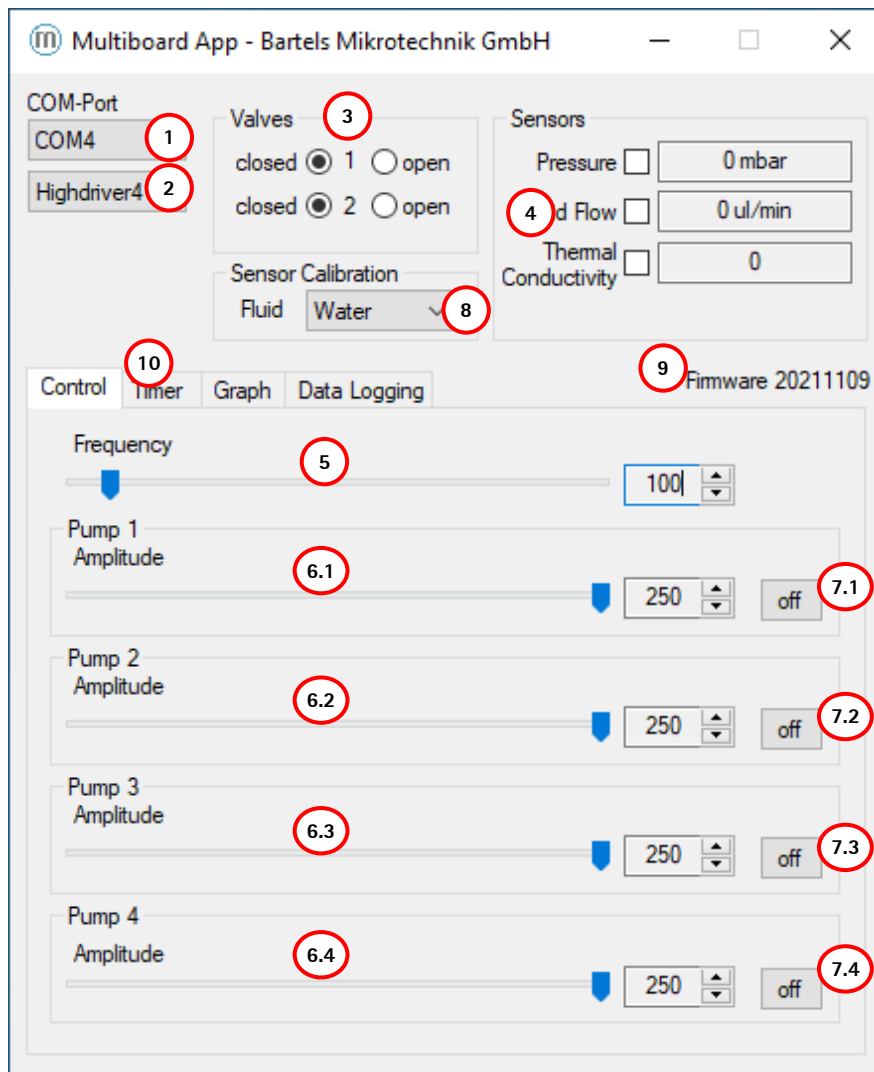 Multiboard App - Bartels Mikrotechnik GmbH
COM-Port
COM4
1
Highdriver4
2
Valves
3
closed 1 open
closed 2 open
Sensor Calibration
Fluid Water
8
Sensors
Pressure 0 mbar
4 d Flow 0 ul/min
Thermal
Conductivity 0
9
Firmware 20211109
10
Control Timer Graph Data Logging
Frequency
5
100
Pump 1
Amplitude
6.1
250 off
7.1
Pump 2
Amplitude
6.2
250 off
7.2
Pump 3
Amplitude
6.3
250 off
7.3
Pump 4
Amplitude
6.4
250 off
7.4